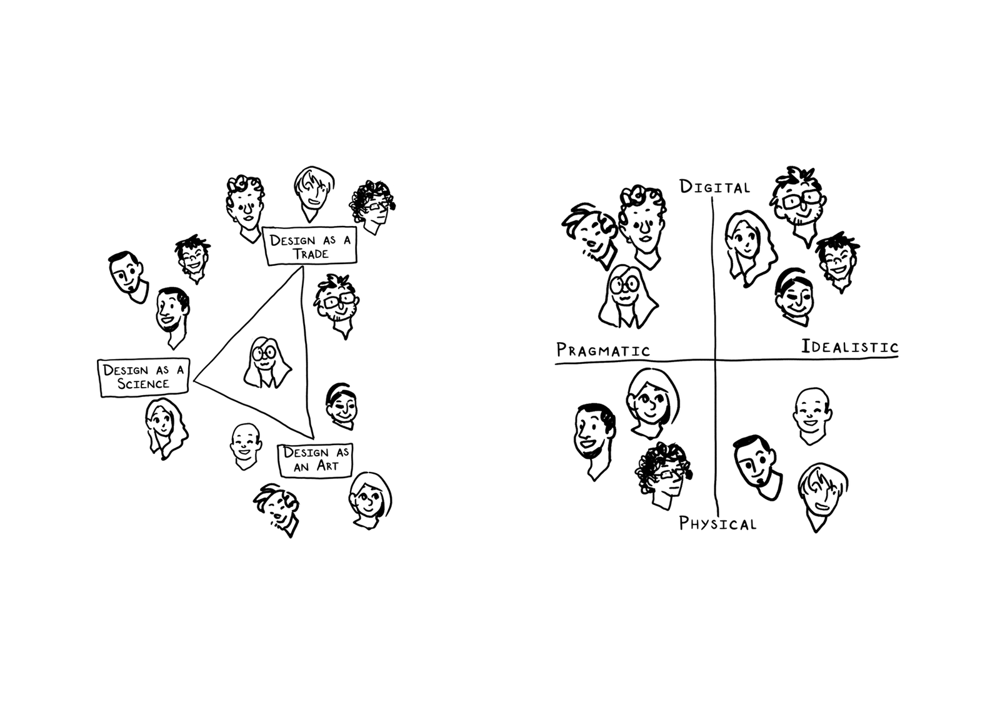 DESIGN AS A
TRADE
DESIGN AS A
SCIENCE
DESIGN AS
AN ART
DIGITAL
PRAGMATIC
IDEALISTIC
PHYSICAL